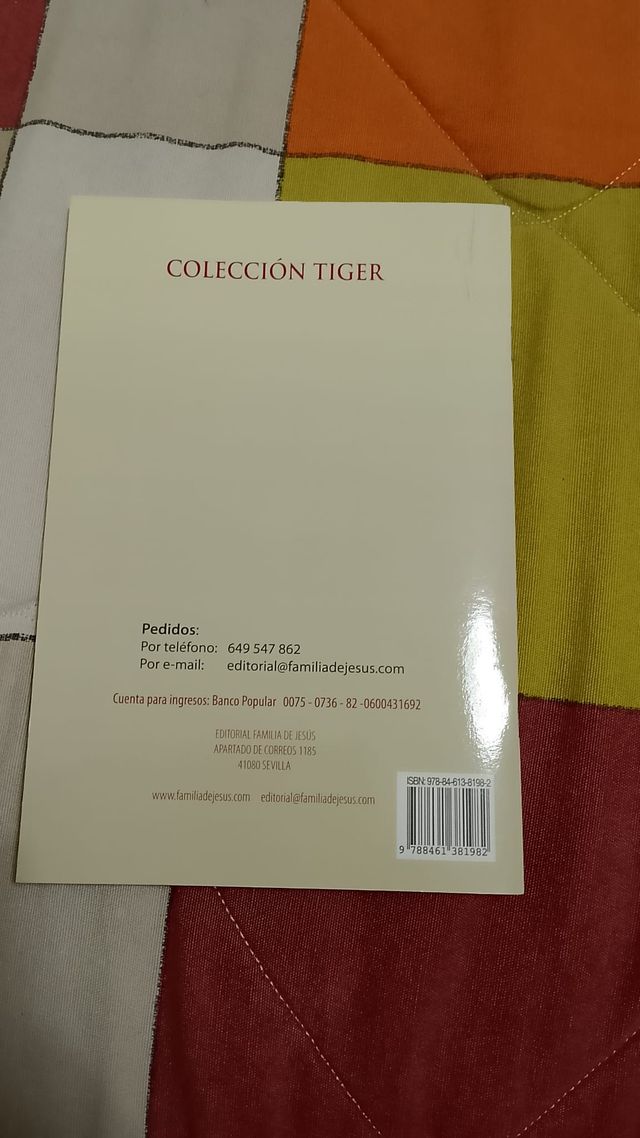 COLECCIÓN TIGER
Pedidos:
Por teléfono: 649 547 862
Por e-mail: editorial@familiadejesus.com
Cuenta para ingresos: Banco Popular 0075 - 0736 - 82 -0600431692
EDITORIAL FAMILIA DE JESÚS
APARTADO DE CORREOS 1185
41080 SEVILLA
www.familiadejesus.com editorial@familiadejesus.com
ISBN: 978-84-613-8198-2
9 788461 381982